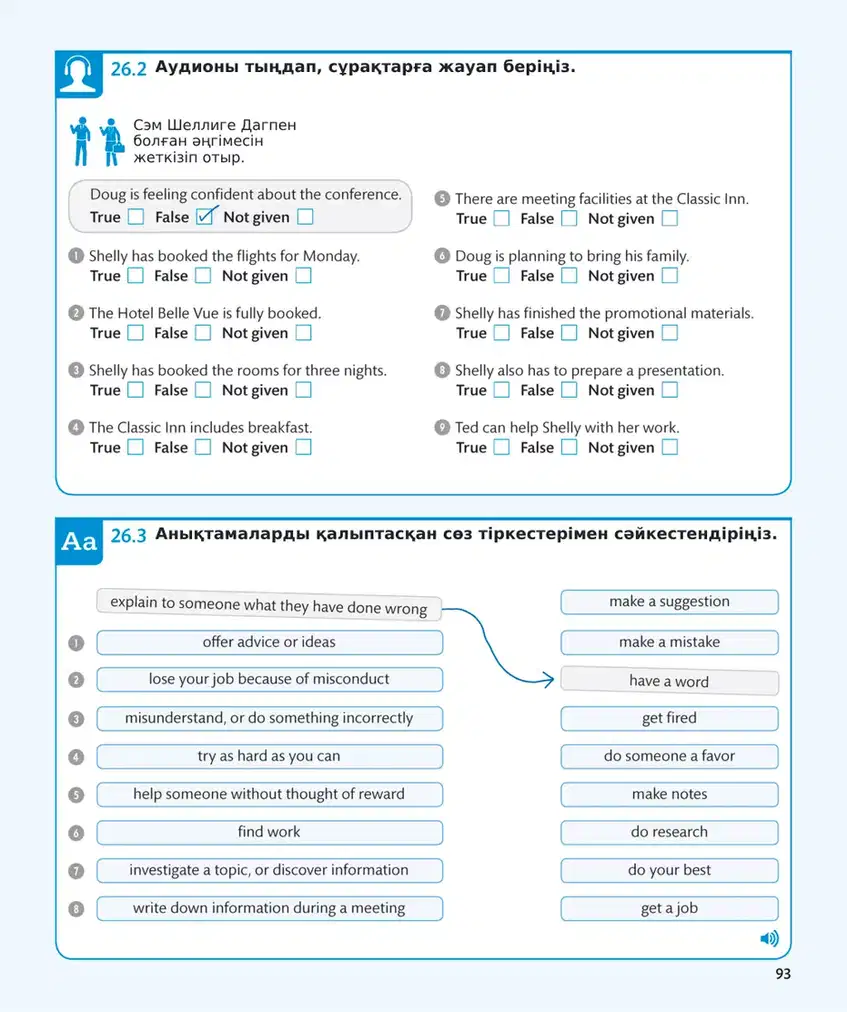 26.2 Аудионы тыңдап, сұрақтарға жауап беріңіз.
Сэм Шеллиге Дагпен
болған әңгімесін
жеткізіп отыр.
Doug is feeling confident about the conference.
True False Not given
1 Shelly has booked the flights for Monday.
True False Not given
2 The Hotel Belle Vue is fully booked.
True False Not given
3 Shelly has booked the rooms for three nights.
True False Not given
4 The Classic Inn includes breakfast.
True False Not given
5 There are meeting facilities at the Classic Inn.
True False Not given
6 Doug is planning to bring his family.
True False Not given
7 Shelly has finished the promotional materials.
True False Not given
8 Shelly also has to prepare a presentation.
True False Not given
9 Ted can help Shelly with her work.
True False Not given
Aa 26.3 Анықтамаларды қалыптасқан сөз тіркестерімен сәйкестендіріңіз.
explain to someone what they have done wrong
1 offer advice or ideas
2 lose your job because of misconduct
3 misunderstand, or do something incorrectly
4 try as hard as you can
5 help someone without thought of reward
6 find work
7 investigate a topic, or discover information
8 write down information during a meeting
make a suggestion
make a mistake
have a word
get fired
do someone a favor
make notes
do research
do your best
get a job
93